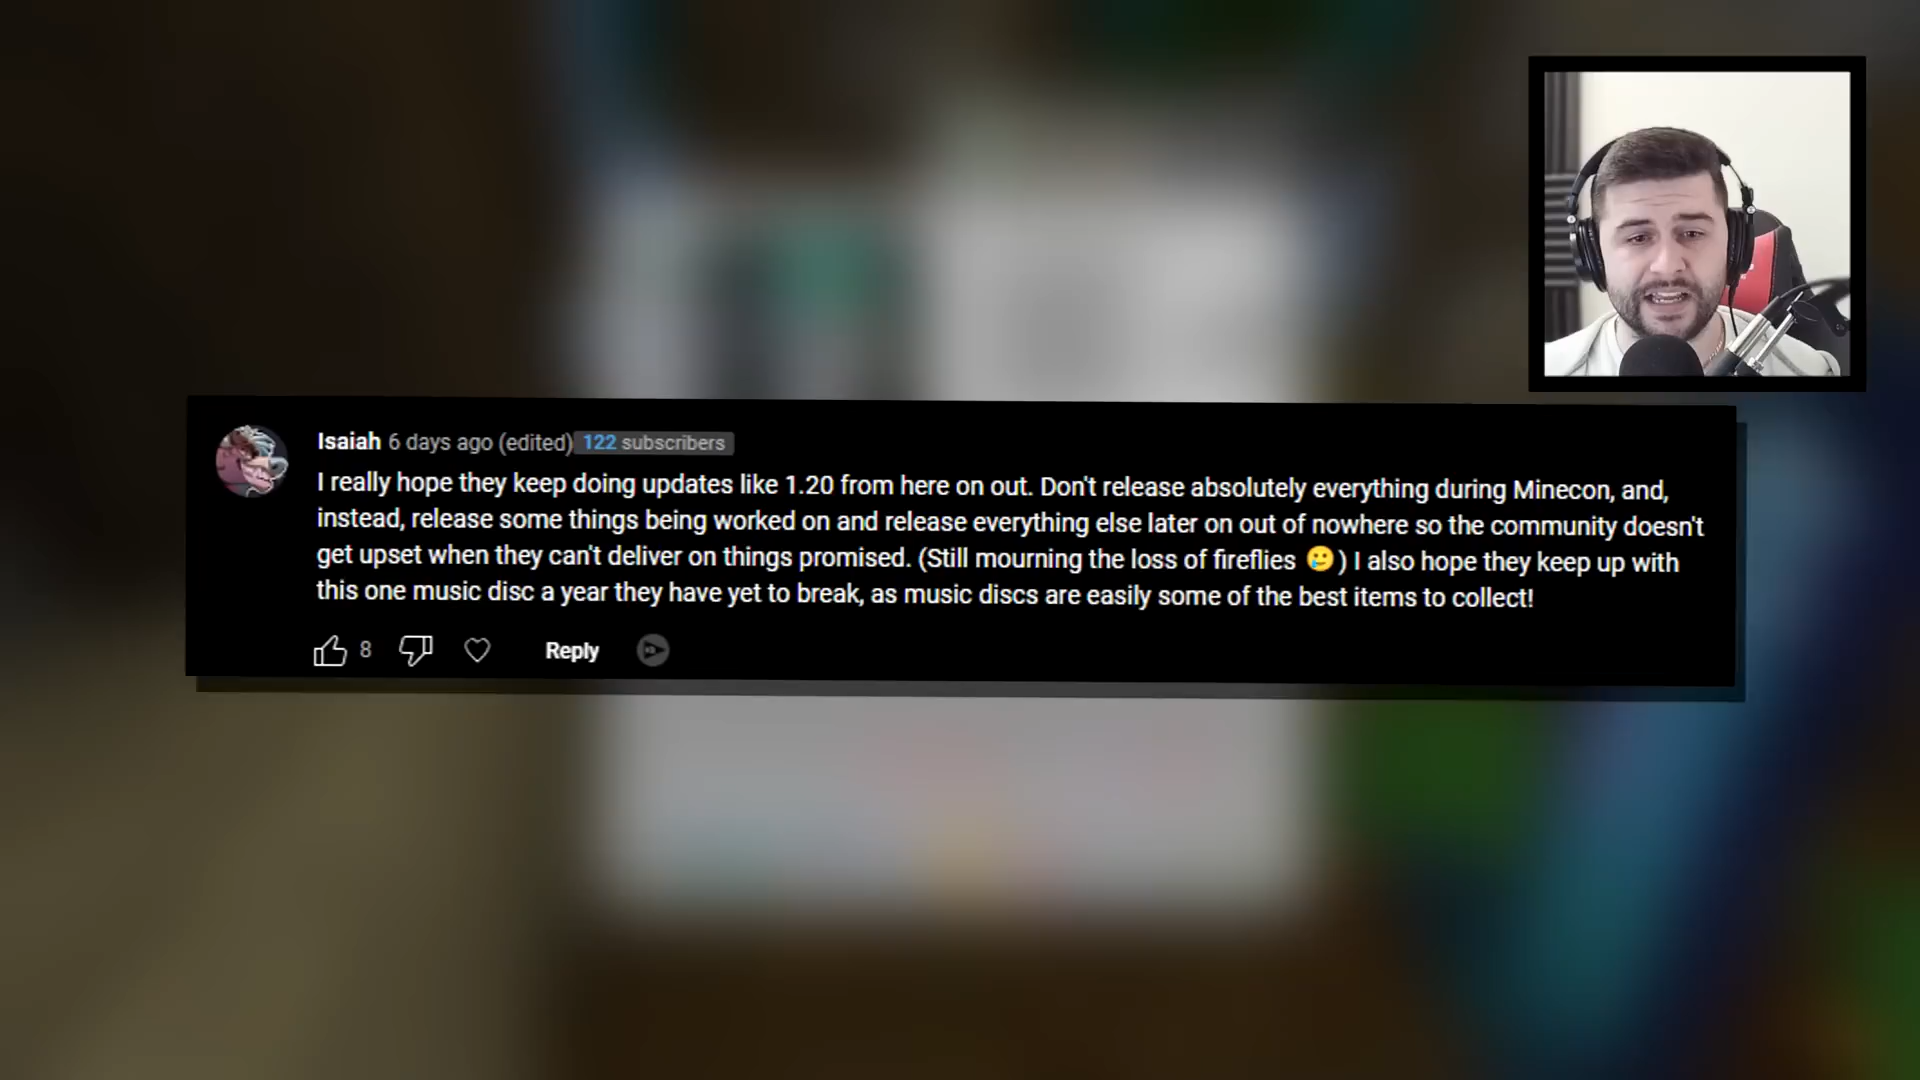 Isaiah 6 days ago (edited) 122 subscribers
I really hope they keep doing updates like 1.20 from here on out. Don't release absolutely everything during Minecon, and,
instead, release some things being worked on and release everything else later on out of nowhere so the community doesn't
get upset when they can't deliver on things promised. (Still mourning the loss of fireflies 🥲) I also hope they keep up with
this one music disc a year they have yet to break, as music discs are easily some of the best items to collect!
8 Reply